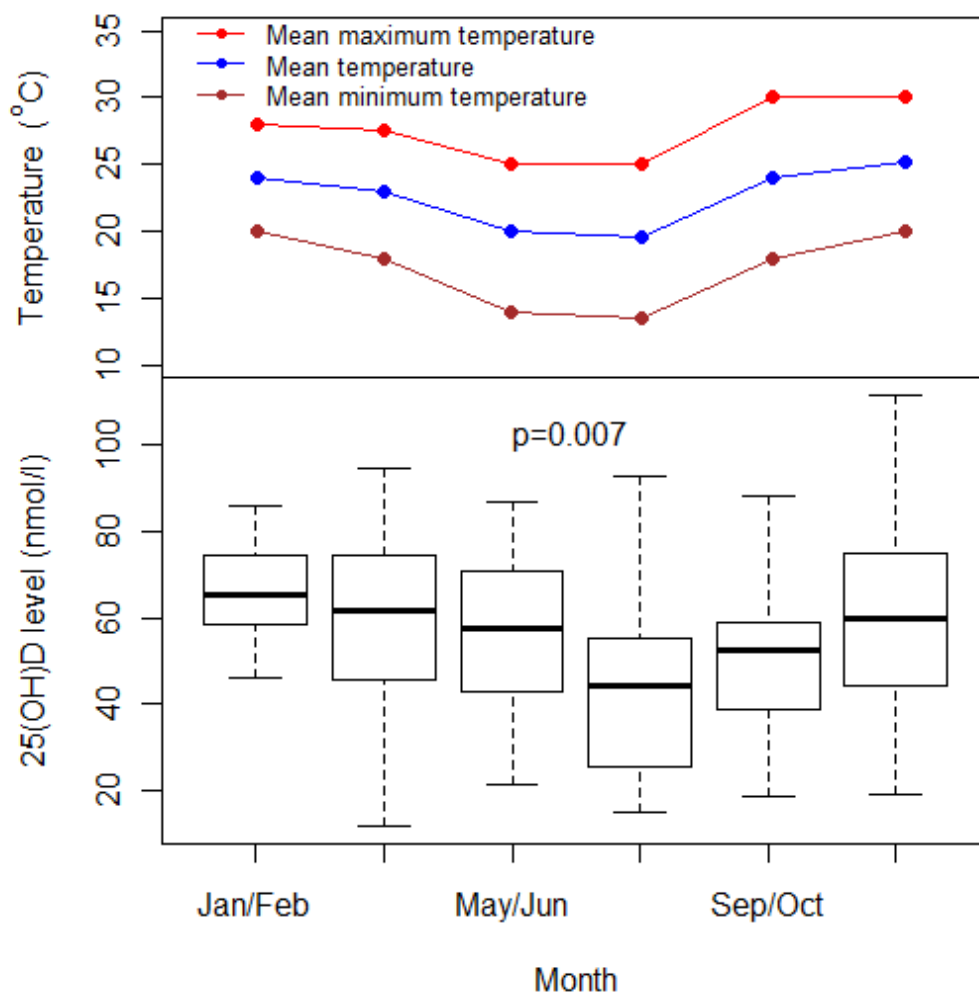 Mean maximum temperature
Mean temperature
Mean minimum temperature
Temperature (°C)
35
30
25
20
15
10
p=0.007
25(OH)D level (nmol/l)
100
80
60
40
20
Jan/Feb
May/Jun
Sep/Oct
Month